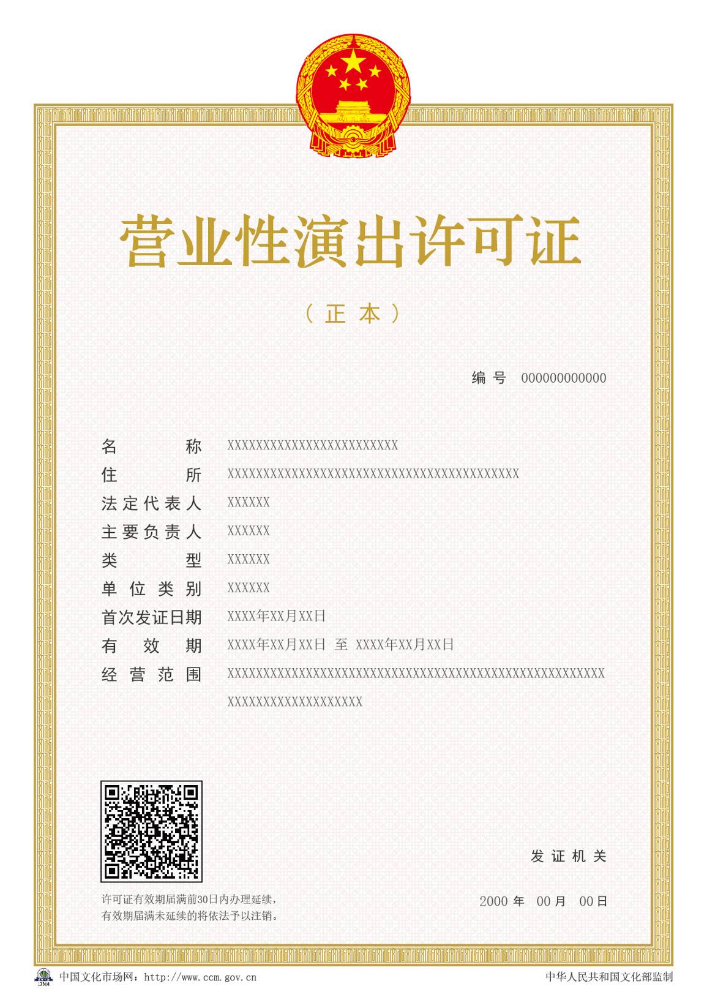 营业性演出许可证
（正本）
编号 000000000000
名称 XXXXXXXXXXXXXXXXXXXXXXXX
住所 XXXXXXXXXXXXXXXXXXXXXXXXXXXXXXXXXXXXXXXXX
法定代表人 XXXXXX
主要负责人 XXXXXX
类型 XXXXXX
单位类别 XXXXXX
首次发证日期 XXXX年XX月XX日
有效期 XXXX年XX月XX日 至 XXXX年XX月XX日
经营范围 XXXXXXXXXXXXXXXXXXXXXXXXXXXXXXXXXXXXXXXXXXXXXXXXXXXXX
XXXXXXXXXXXXXXXXXXX
发证机关
许可证有效期届满前30日内办理延续，
有效期届满未延续的将依法予以注销。
2000 年 00 月 00 日
L2318
中国文化市场网：http://www.ccm.gov.cn
中华人民共和国文化部监制